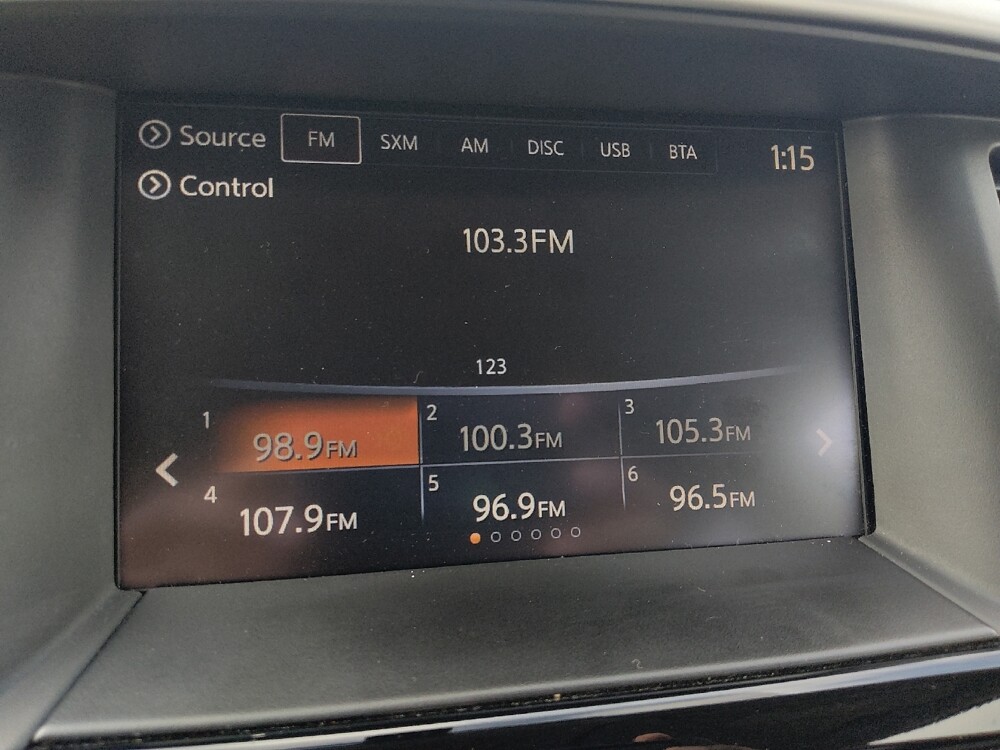 Source FM SXM AM DISC USB BTA 1:15
Control
103.3FM
123
1 98.9FM 2 100.3FM 3 105.3FM
4 107.9FM 5 96.9FM 6 96.5FM